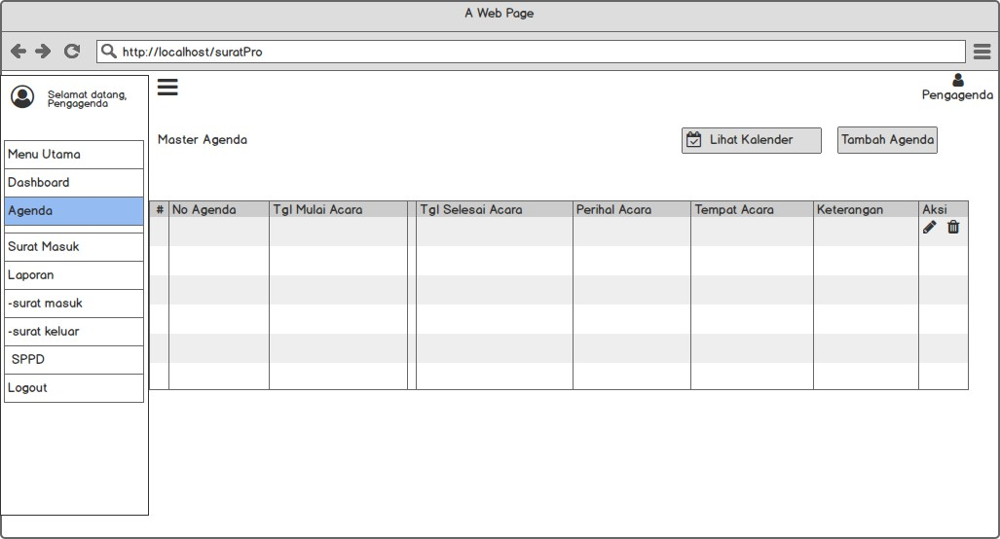 A Web Page
http://localhost/suratPro
Selamat datang,
Pengagenda
Pengagenda
Master Agenda
Lihat Kalender
Tambah Agenda
Menu Utama
Dashboard
Agenda
Surat Masuk
Laporan
-surat masuk
-surat keluar
SPPD
Logout
# No Agenda Tgl Mulai Acara Tgl Selesai Acara Perihal Acara Tempat Acara Keterangan Aksi